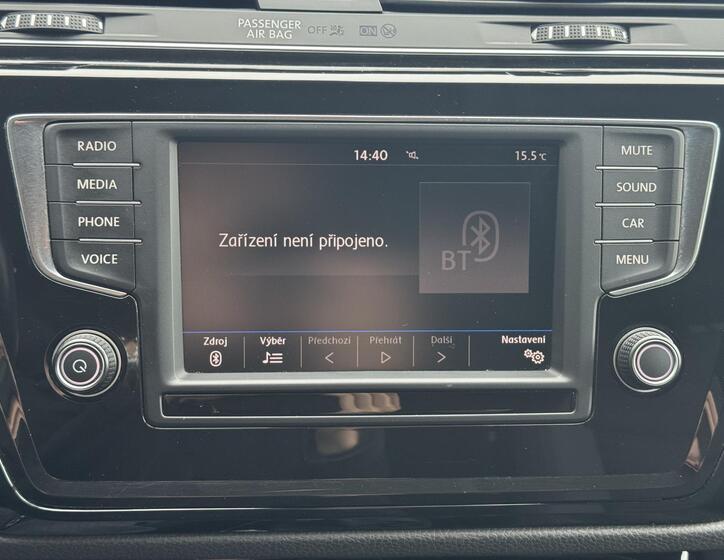 PASSENGER
AIR BAG
OFF
ON
RADIO
MEDIA
PHONE
VOICE
14:40
15.5 °C
Zařízení není připojeno.
BT
Zdroj
Výběr
Předchozí
Přehrát
Další
Nastavení
MUTE
SOUND
CAR
MENU